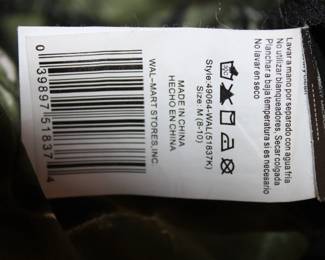 Lavar a mano por separado con agua fria
No utilizar blanqueadores. Secar colgada
Planchar a baja temperatura si es necesario
No lavar en seco
Style:49064-WAL(51837K)
Size: M (8-10)
MADE IN CHINA
HECHO EN CHINA
WAL-MART STORES, INC.
0 39897 51837 4